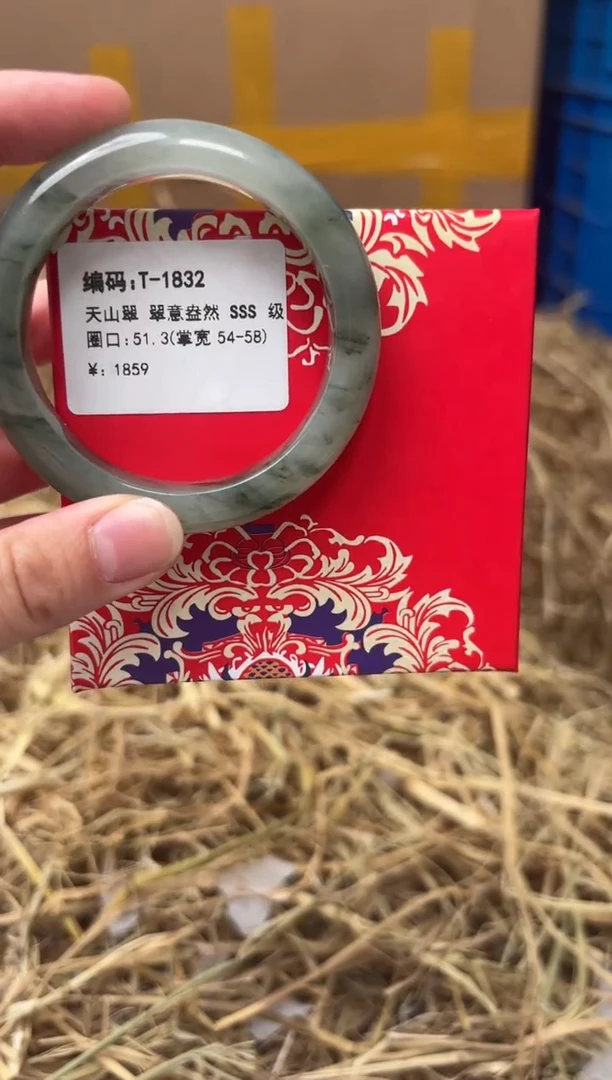 编码:T-1832
天山翠 翠意盎然 SSS 级
圈口:51.3(掌宽 54-58)
¥: 1859